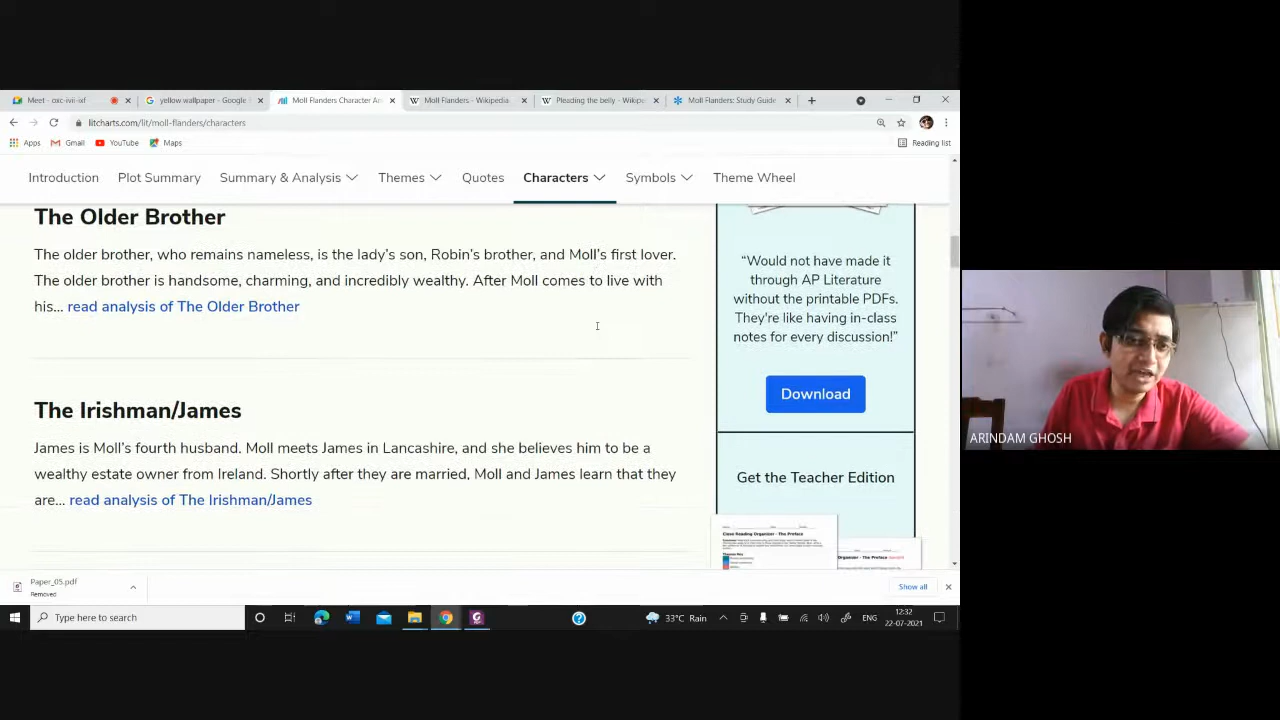 Meet - oxc-ivii-ixf
yellow wallpaper - Google
Moll Flanders Character An
Moll Flanders - Wikipedia
Pleading the belly - Wikipe
Moll Flanders: Study Guide
litcharts.com/lit/moll-flanders/characters
Apps
Gmail
YouTube
Maps
Reading list
Introduction
Plot Summary
Summary & Analysis
Themes
Quotes
Characters
Symbols
Theme Wheel
The Older Brother
The older brother, who remains nameless, is the lady's son, Robin's brother, and Moll's first lover.
The older brother is handsome, charming, and incredibly wealthy. After Moll comes to live with
his... read analysis of The Older Brother
The Irishman/James
James is Moll's fourth husband. Moll meets James in Lancashire, and she believes him to be a
wealthy estate owner from Ireland. Shortly after they are married, Moll and James learn that they
are... read analysis of The Irishman/James
“Would not have made it
through AP Literature
without the printable PDFs.
They're like having in-class
notes for every discussion!”
Download
Get the Teacher Edition
Close Reading Organizer - The Preface
Organizer - The Preface
ARINDAM GHOSH
Paper_05.pdf
Removed
Show all
Type here to search
33°C Rain
ENG
12:32
22-07-2021